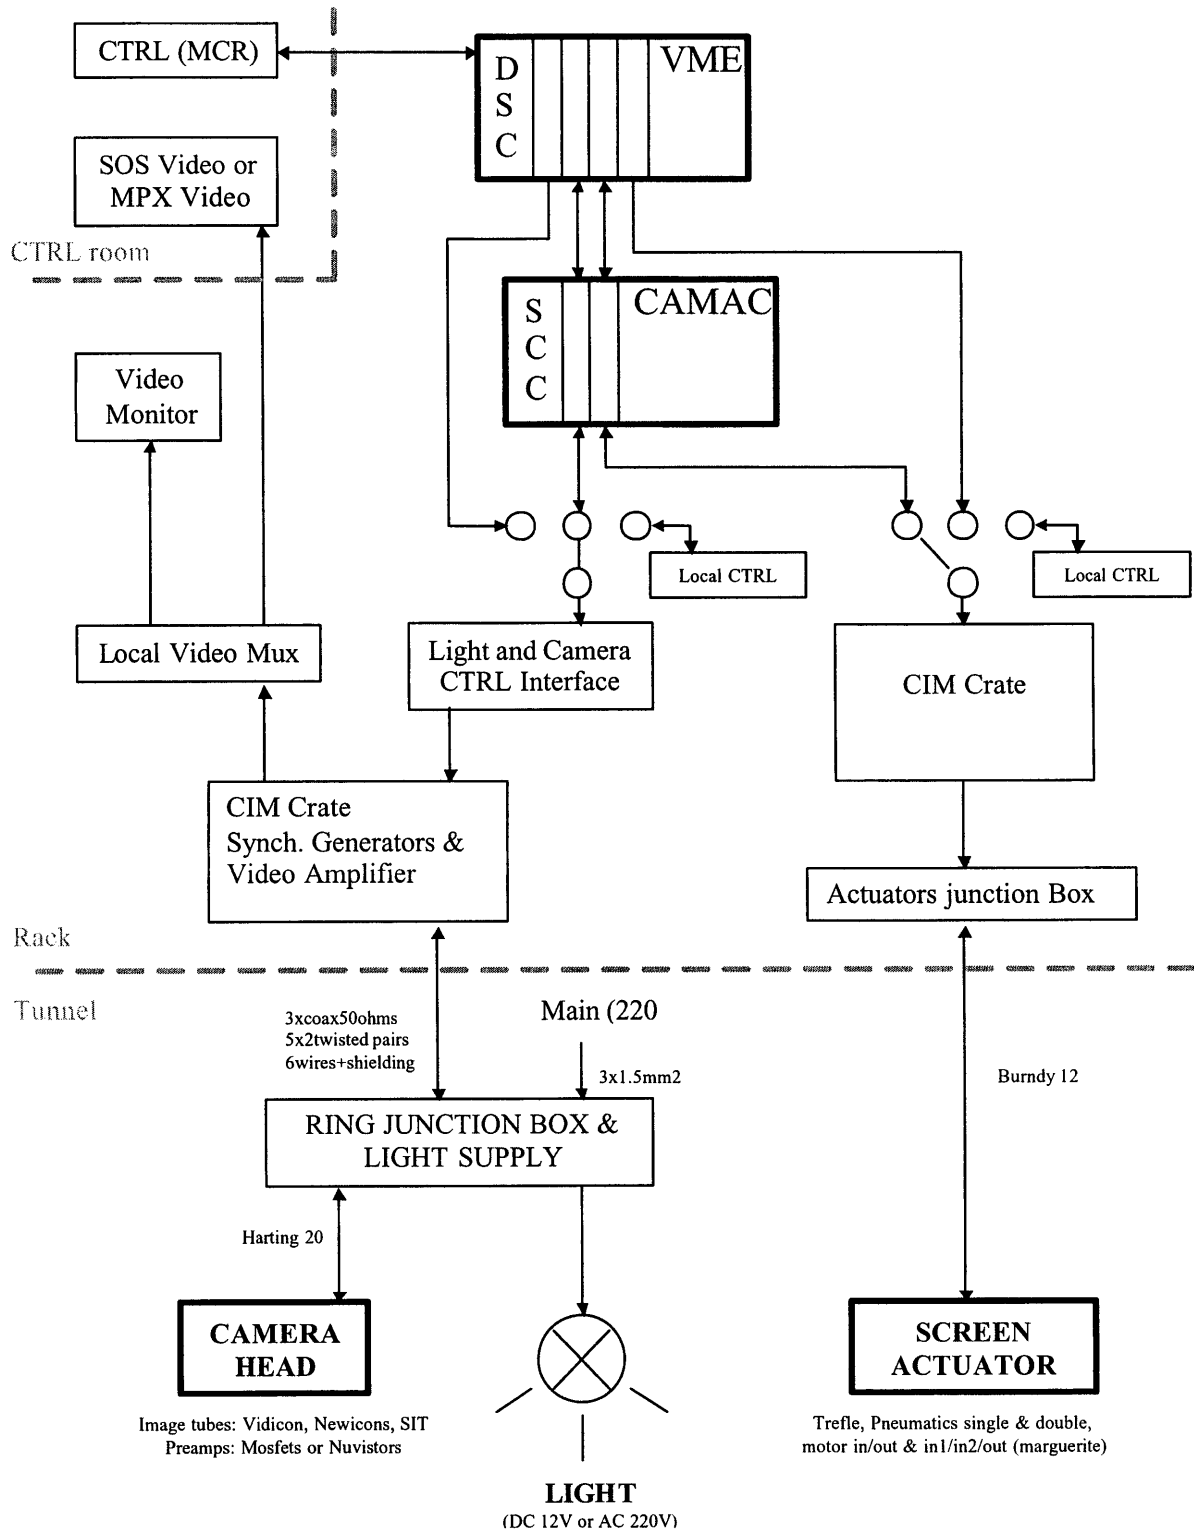 CTRL (MCR)
D
S
C
VME
SOS Video or
MPX Video
CTRL room
S
C
C
CAMAC
Video
Monitor
Local CTRL
Local CTRL
Local Video Mux
Light and Camera
CTRL Interface
CIM Crate
CIM Crate
Synch. Generators &
Video Amplifier
Actuators junction Box
Rack
Tunnel
3xcoax50ohms
5x2twisted pairs
6wires+shielding
Main (220
3x1.5mm2
Burndy 12
RING JUNCTION BOX &
LIGHT SUPPLY
Harting 20
CAMERA
HEAD
SCREEN
ACTUATOR
Image tubes: Vidicon, Newicons, SIT
Preamps: Mosfets or Nuvistors
Trefle, Pneumatics single & double,
motor in/out & in1/in2/out (marguerite)
LIGHT
(DC 12V or AC 220V)